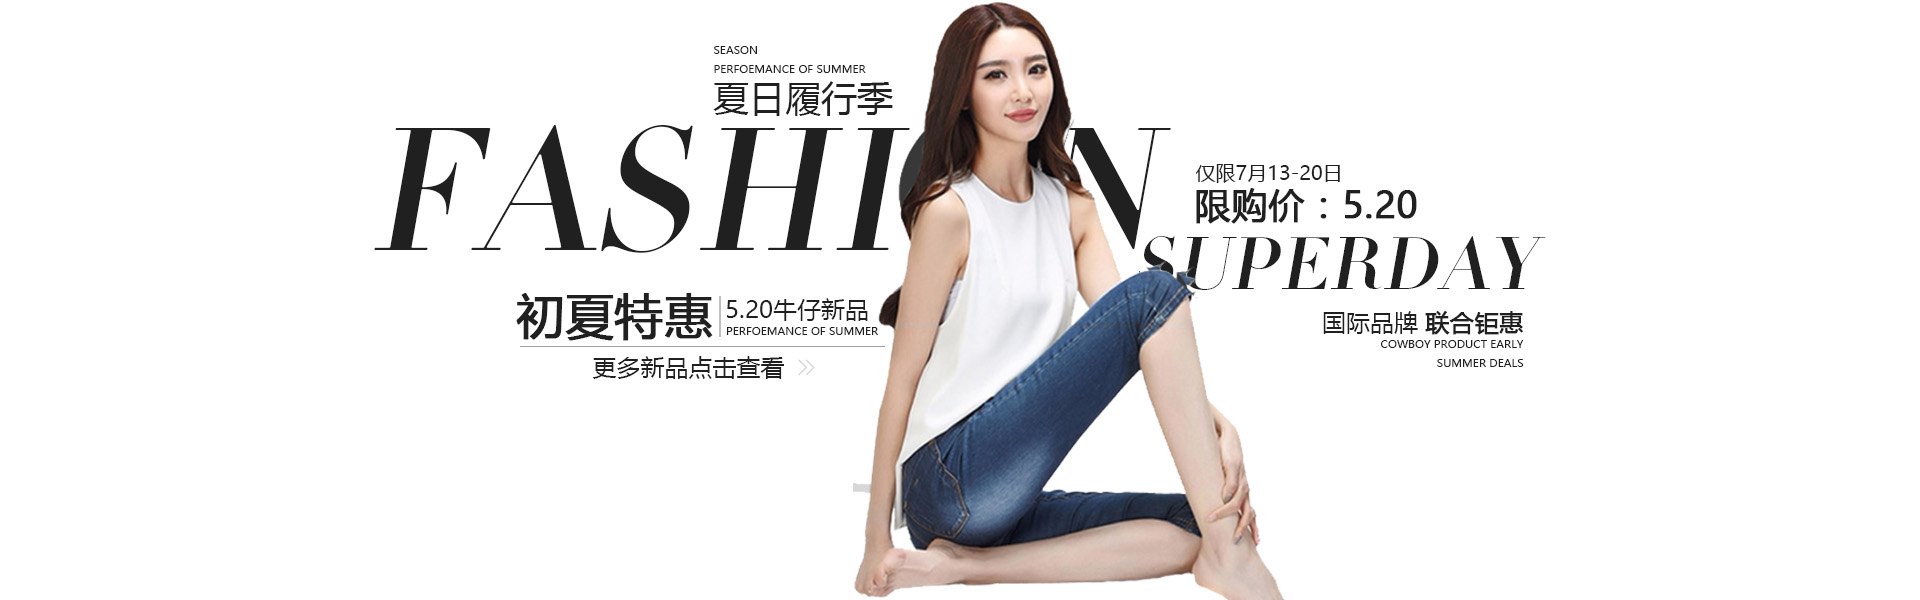 SEASON
PERFOEMANCE OF SUMMER
夏日履行季
FASHION
仅限7月13-20日
限购价：5.20
SUPERDAY
初夏特惠
5.20牛仔新品
PERFOEMANCE OF SUMMER
更多新品点击查看 »
国际品牌 联合钜惠
COWBOY PRODUCT EARLY
SUMMER DEALS